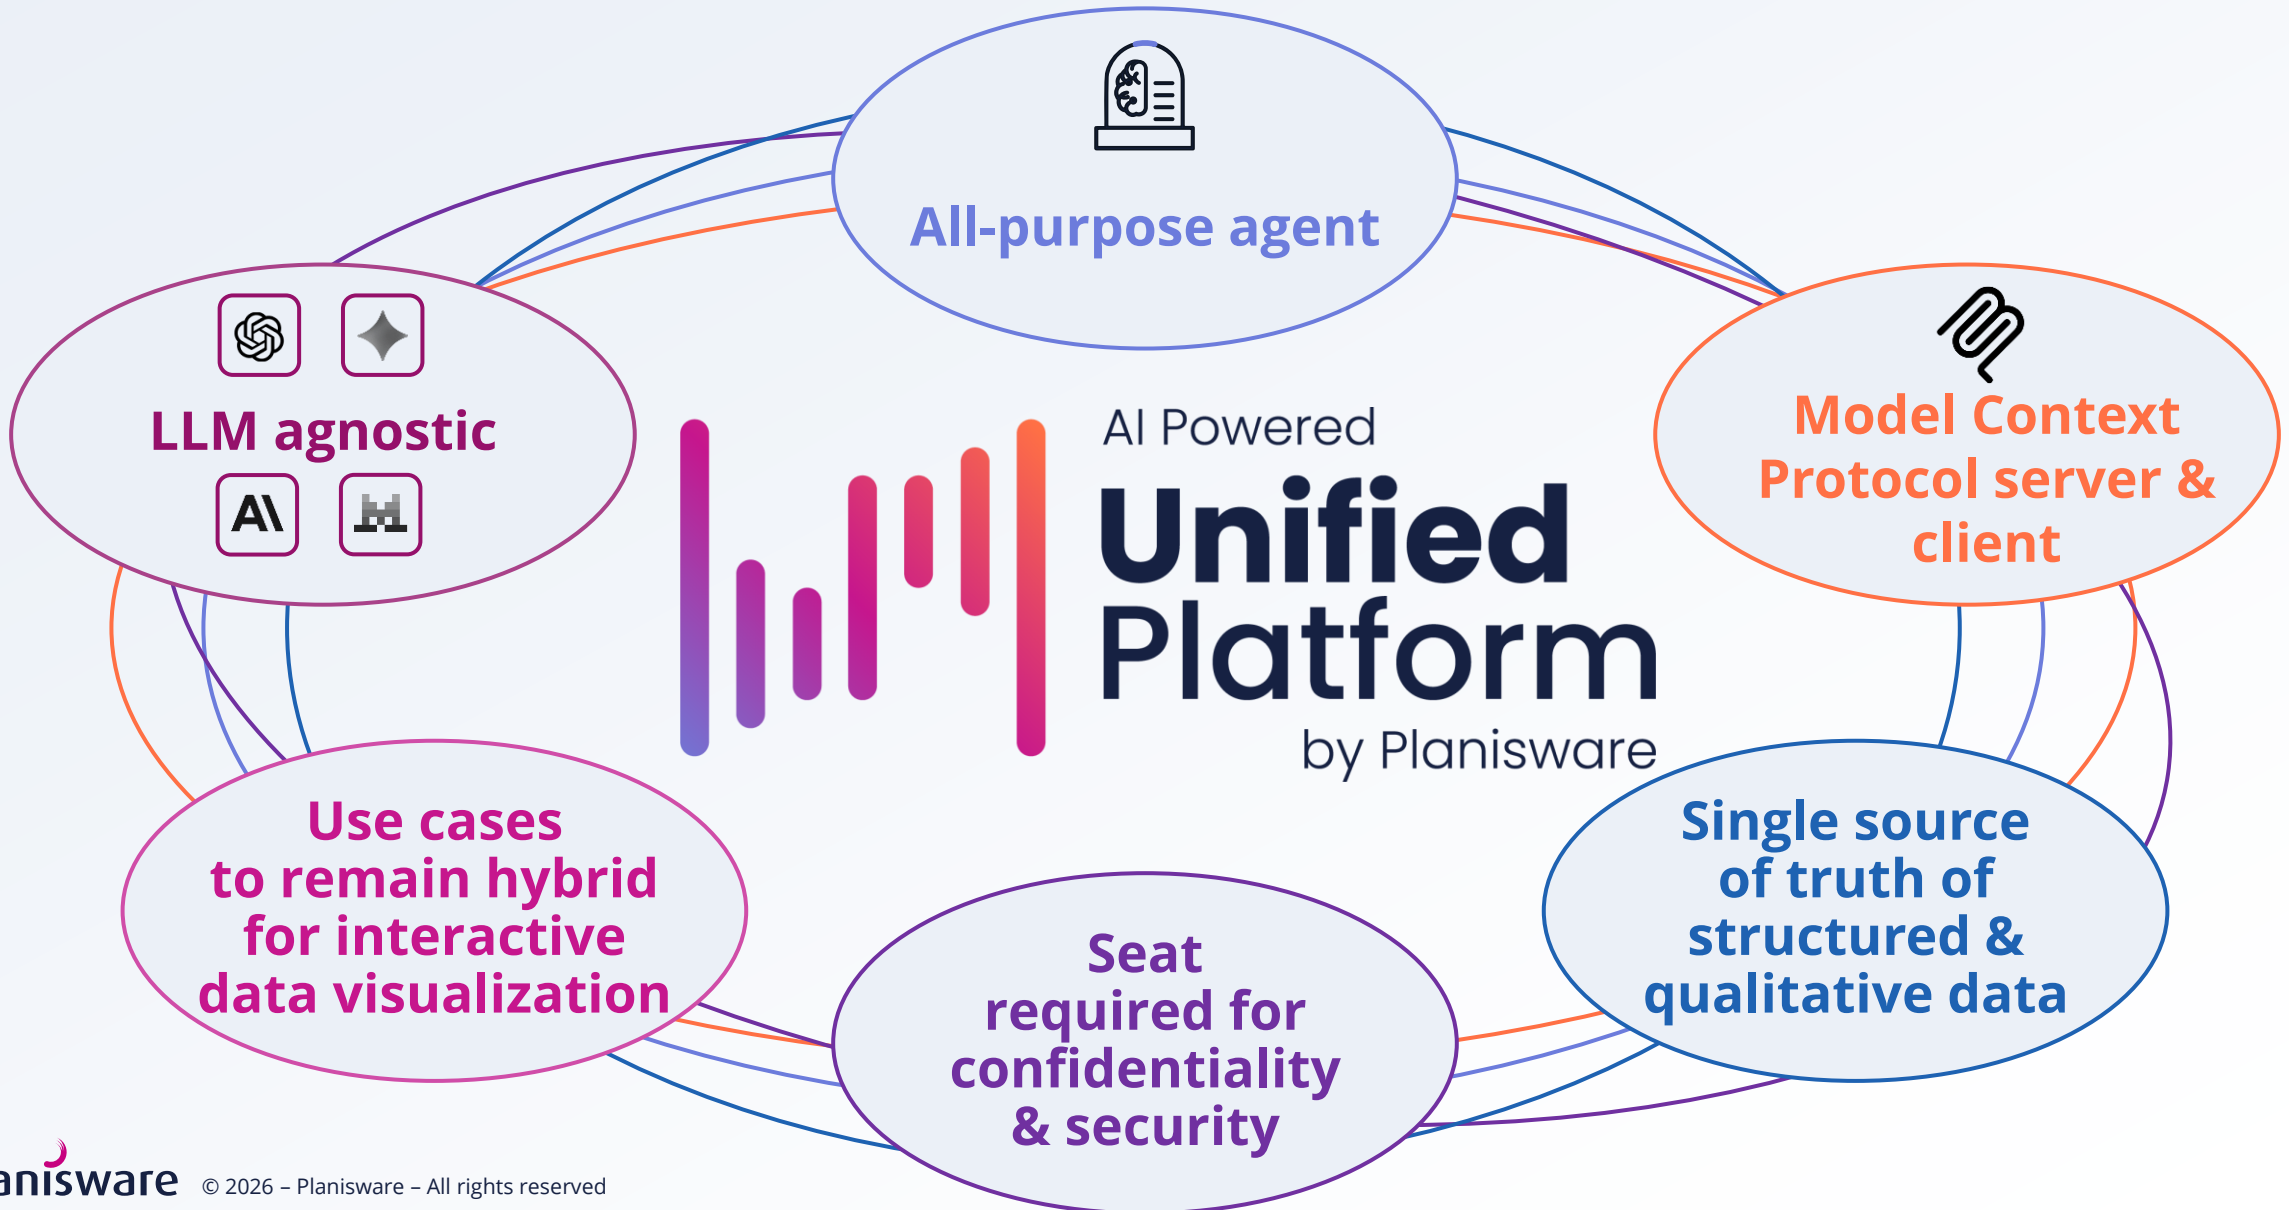 All-purpose agent
LLM agnostic
Model Context
Protocol server &
client
AI Powered
Unified
Platform
by Planisware
Use cases
to remain hybrid
for interactive
data visualization
Seat
required for
confidentiality
& security
Single source
of truth of
structured &
qualitative data
anisware © 2026 – Planisware – All rights reserved